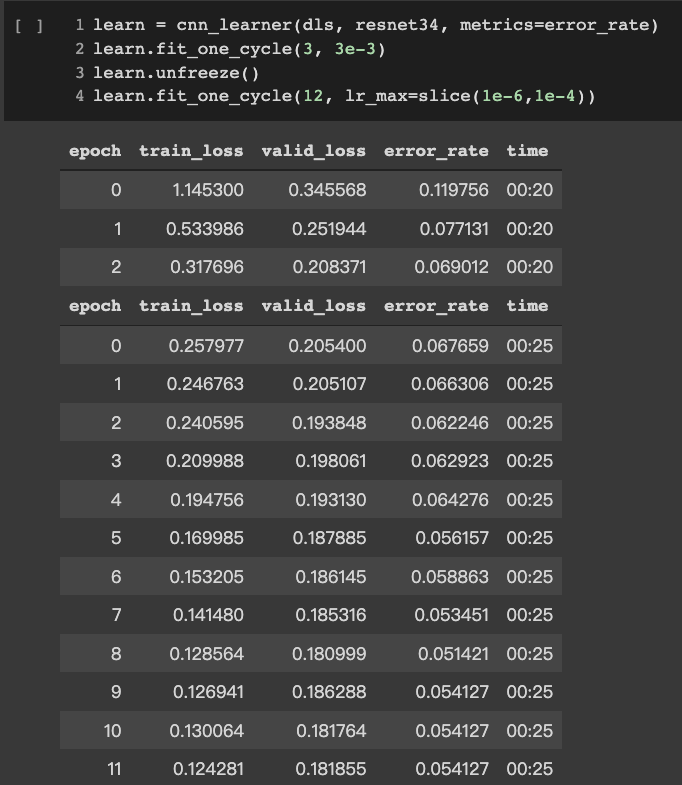 [ ] 1 learn = cnn_learner(dls, resnet34, metrics=error_rate)
2 learn.fit_one_cycle(3, 3e-3)
3 learn.unfreeze()
4 learn.fit_one_cycle(12, lr_max=slice(1e-6,1e-4))
epoch train_loss valid_loss error_rate time
0 1.145300 0.345568 0.119756 00:20
1 0.533986 0.251944 0.077131 00:20
2 0.317696 0.208371 0.069012 00:20
epoch train_loss valid_loss error_rate time
0 0.257977 0.205400 0.067659 00:25
1 0.246763 0.205107 0.066306 00:25
2 0.240595 0.193848 0.062246 00:25
3 0.209988 0.198061 0.062923 00:25
4 0.194756 0.193130 0.064276 00:25
5 0.169985 0.187885 0.056157 00:25
6 0.153205 0.186145 0.058863 00:25
7 0.141480 0.185316 0.053451 00:25
8 0.128564 0.180999 0.051421 00:25
9 0.126941 0.186288 0.054127 00:25
10 0.130064 0.181764 0.054127 00:25
11 0.124281 0.181855 0.054127 00:25